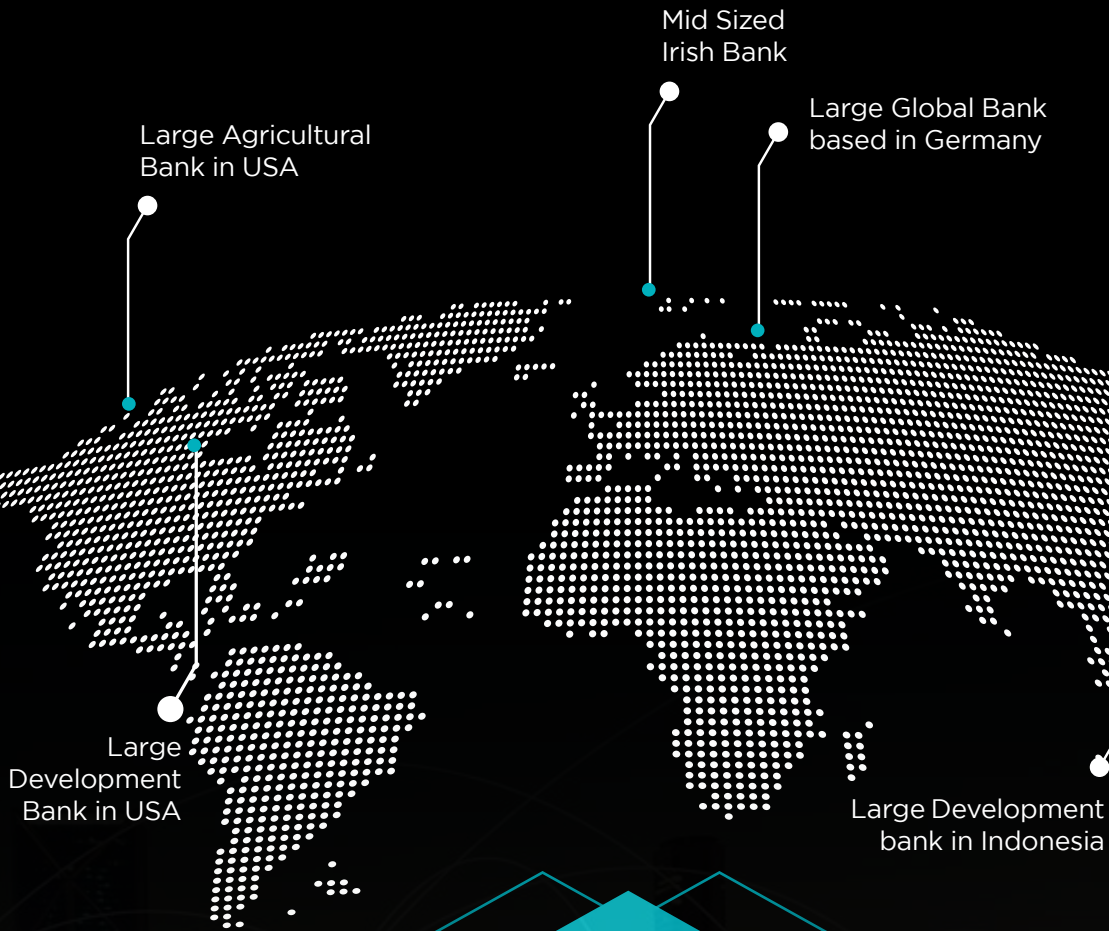 Mid Sized
Irish Bank
Large Global Bank
based in Germany
Large Agricultural
Bank in USA
Large
Development
Bank in USA
Large Development
bank in Indonesia